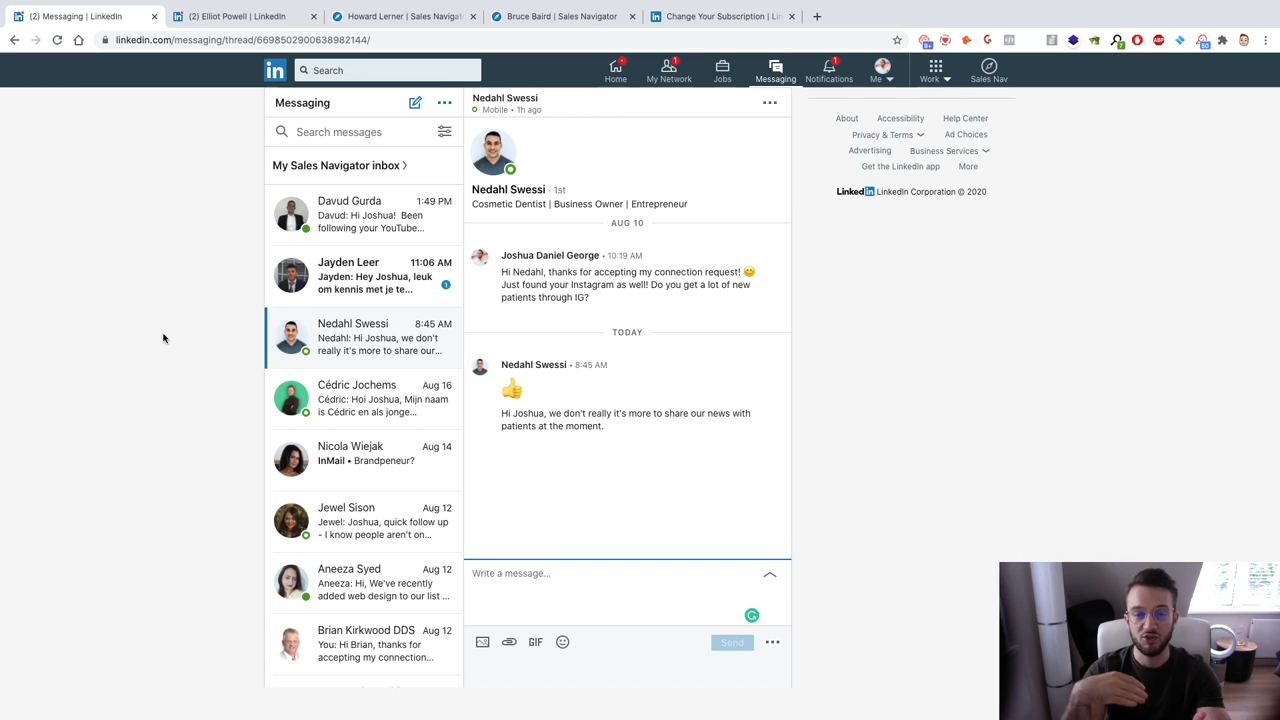 (2) Messaging | LinkedIn
(2) Elliot Powell | LinkedIn
Howard Lerner | Sales Navigat
Bruce Baird | Sales Navigator
Change Your Subscription | Lin
linkedin.com/messaging/thread/6698502900638982144/
in
Search
Home
My Network
1
Jobs
Messaging
Notifications
1
Me
Work
Sales Nav
Messaging
Search messages
My Sales Navigator inbox
Davud Gurda 1:49 PM
Davud: Hi Joshua! Been
following your YouTube...
Jayden Leer 11:06 AM
Jayden: Hey Joshua, leuk
om kennis met je te...
1
Nedahl Swessi 8:45 AM
Nedahl: Hi Joshua, we don't
really it's more to share our...
Cédric Jochems Aug 16
Cédric: Hoi Joshua, Mijn naam
is Cédric en als jonge...
Nicola Wiejak Aug 14
InMail • Brandpeneur?
Jewel Sison Aug 12
Jewel: Joshua, quick follow up
- I know people aren't on...
Aneeza Syed Aug 12
Aneeza: Hi, We've recently
added web design to our list ...
Brian Kirkwood DDS Aug 12
You: Hi Brian, thanks for
accepting my connection...
Nedahl Swessi
Mobile • 1h ago
Nedahl Swessi · 1st
Cosmetic Dentist | Business Owner | Entrepreneur
AUG 10
Joshua Daniel George • 10:19 AM
Hi Nedahl, thanks for accepting my connection request! 😊
Just found your Instagram as well! Do you get a lot of new
patients through IG?
TODAY
Nedahl Swessi • 8:45 AM
👍
Hi Joshua, we don't really it's more to share our news with
patients at the moment.
Write a message...
GIF
Send
About Accessibility Help Center
Privacy & Terms Ad Choices
Advertising Business Services
Get the LinkedIn app More
LinkedIn LinkedIn Corporation © 2020